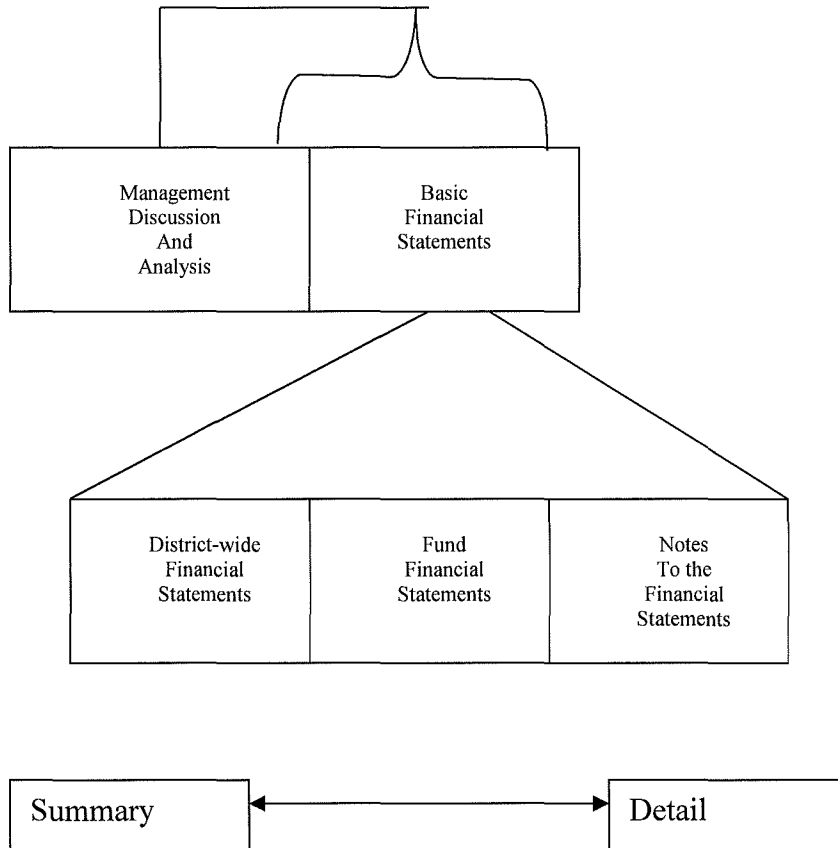 Management
Discussion
And
Analysis
Basic
Financial
Statements
District-wide
Financial
Statements
Fund
Financial
Statements
Notes
To the
Financial
Statements
Summary
Detail